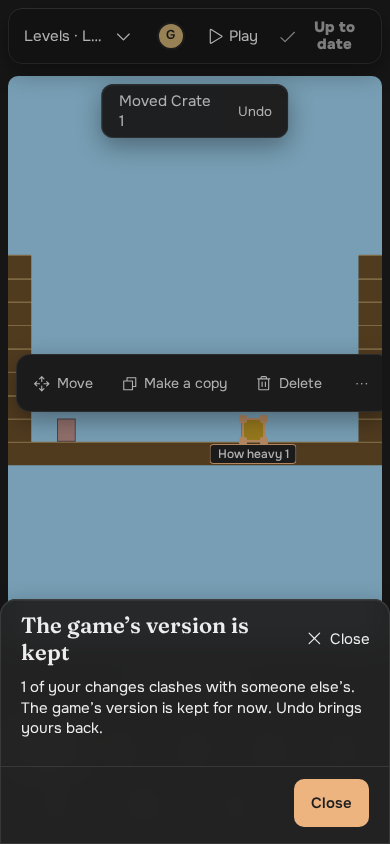 Levels · L...
G
Play
Up to
date
Moved Crate
1
Undo
Move
Make a copy
Delete
...
How heavy 1
The game’s version is
kept
Close
1 of your changes clashes with someone else’s.
The game’s version is kept for now. Undo brings
yours back.
Close